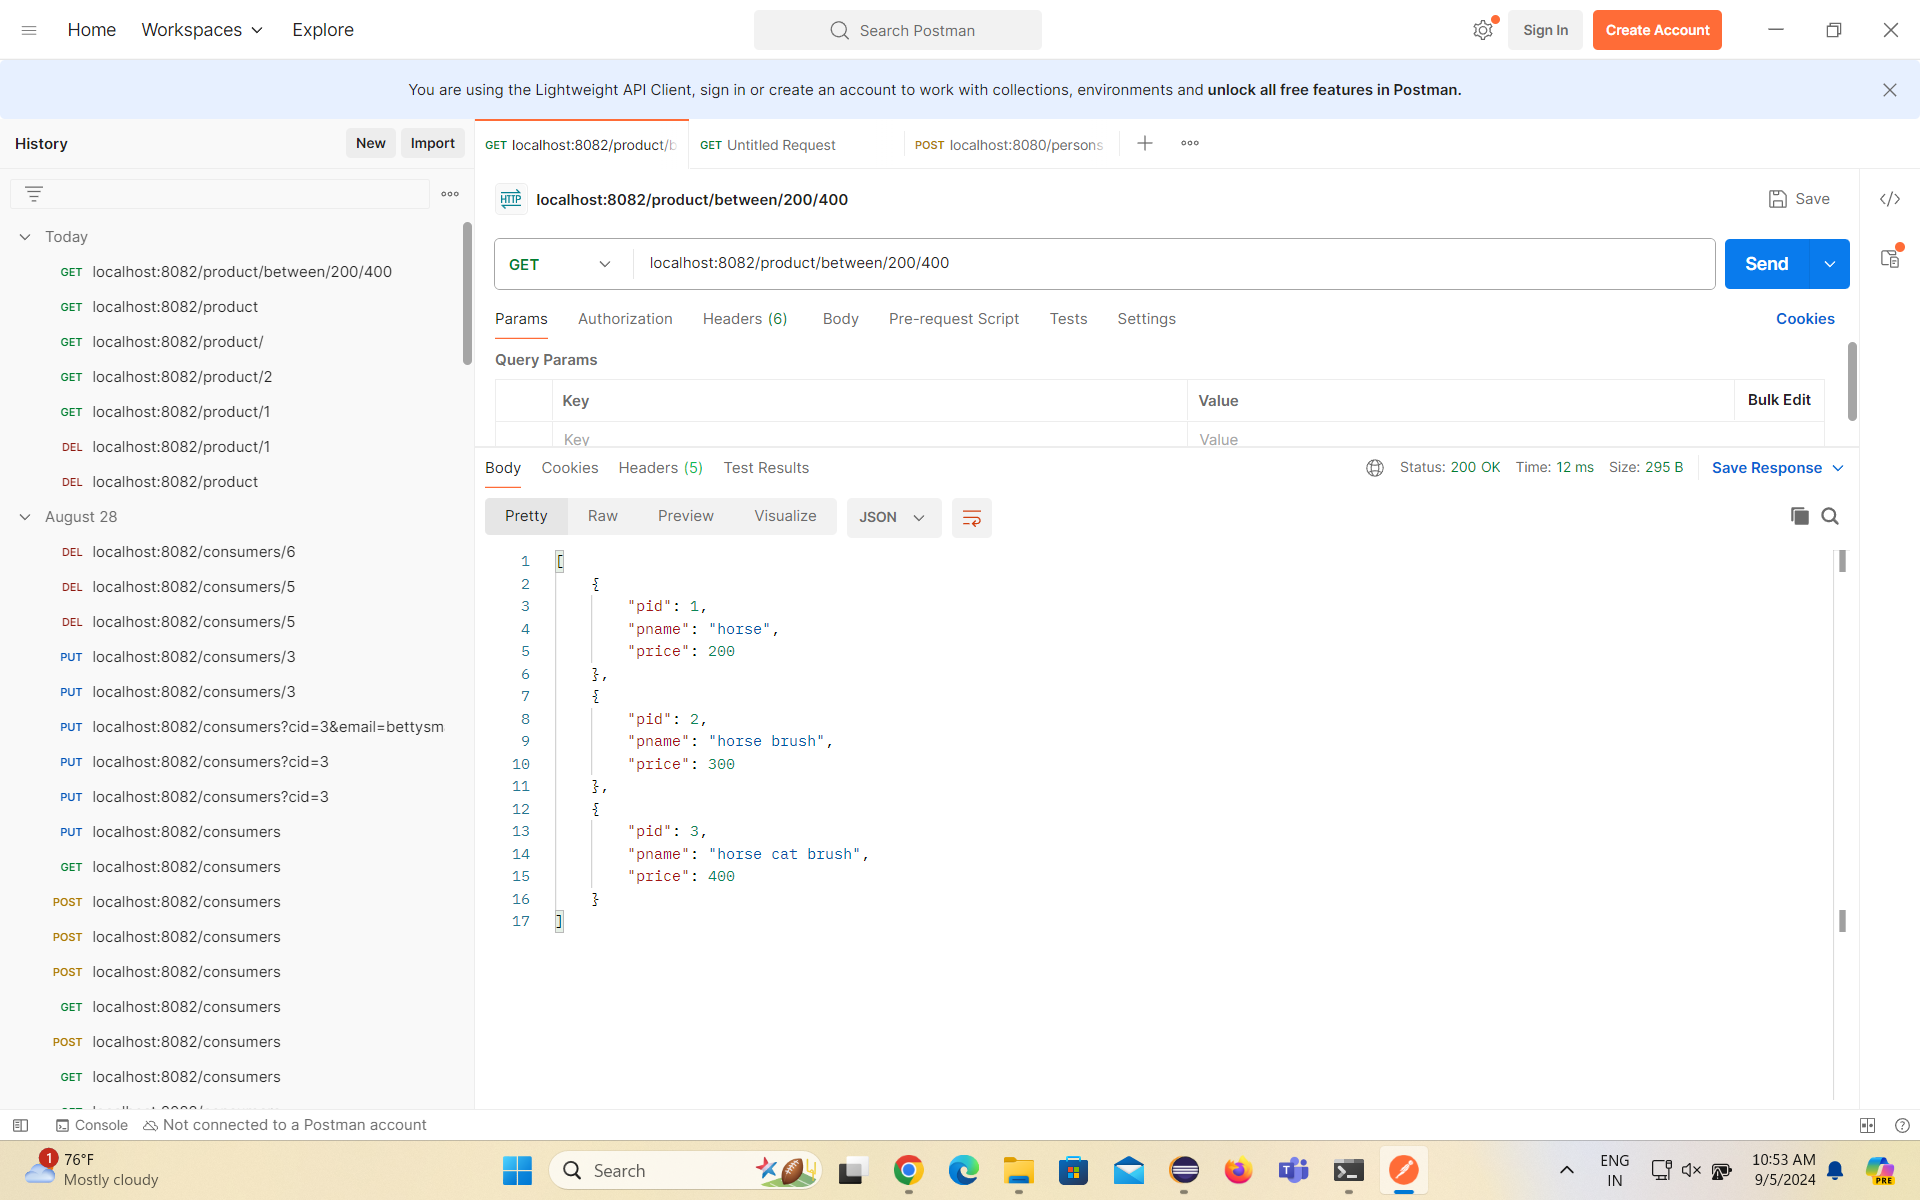 Home Workspaces Explore
Search Postman
Sign In Create Account
You are using the Lightweight API Client, sign in or create an account to work with collections, environments and unlock all free features in Postman.
History New Import
Today
GET localhost:8082/product/between/200/400
GET localhost:8082/product
GET localhost:8082/product/
GET localhost:8082/product/2
GET localhost:8082/product/1
DEL localhost:8082/product/1
DEL localhost:8082/product
August 28
DEL localhost:8082/consumers/6
DEL localhost:8082/consumers/5
DEL localhost:8082/consumers/5
PUT localhost:8082/consumers/3
PUT localhost:8082/consumers/3
PUT localhost:8082/consumers?cid=3&email=bettysm
PUT localhost:8082/consumers?cid=3
PUT localhost:8082/consumers?cid=3
PUT localhost:8082/consumers
GET localhost:8082/consumers
POST localhost:8082/consumers
POST localhost:8082/consumers
POST localhost:8082/consumers
GET localhost:8082/consumers
POST localhost:8082/consumers
GET localhost:8082/consumers
GET localhost:8082/product/b GET Untitled Request POST localhost:8080/persons
HTTP localhost:8082/product/between/200/400 Save
GET localhost:8082/product/between/200/400 Send
Params Authorization Headers (6) Body Pre-request Script Tests Settings Cookies
Query Params
Key Value Bulk Edit
Key Value
Body Cookies Headers (5) Test Results Status: 200 OK Time: 12 ms Size: 295 B Save Response
Pretty Raw Preview Visualize JSON
1 [
2 {
3 "pid": 1,
4 "pname": "horse",
5 "price": 200
6 },
7 {
8 "pid": 2,
9 "pname": "horse brush",
10 "price": 300
11 },
12 {
13 "pid": 3,
14 "pname": "horse cat brush",
15 "price": 400
16 }
17 ]
Console Not connected to a Postman account
1 76°F
Mostly cloudy
Search
ENG
IN
10:53 AM
9/5/2024
PRE